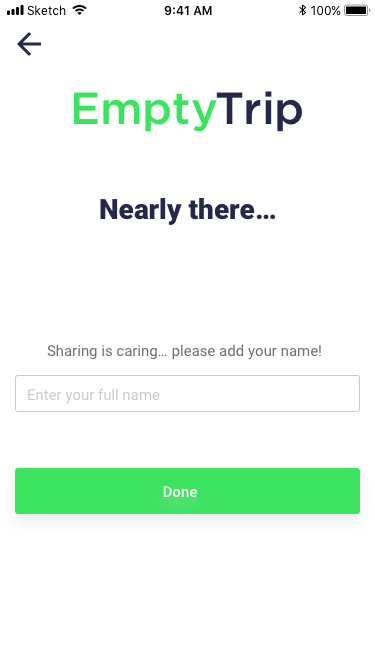 Sketch 9:41 AM 100%
EmptyTrip
Nearly there...
Sharing is caring... please add your name!
Enter your full name
Done